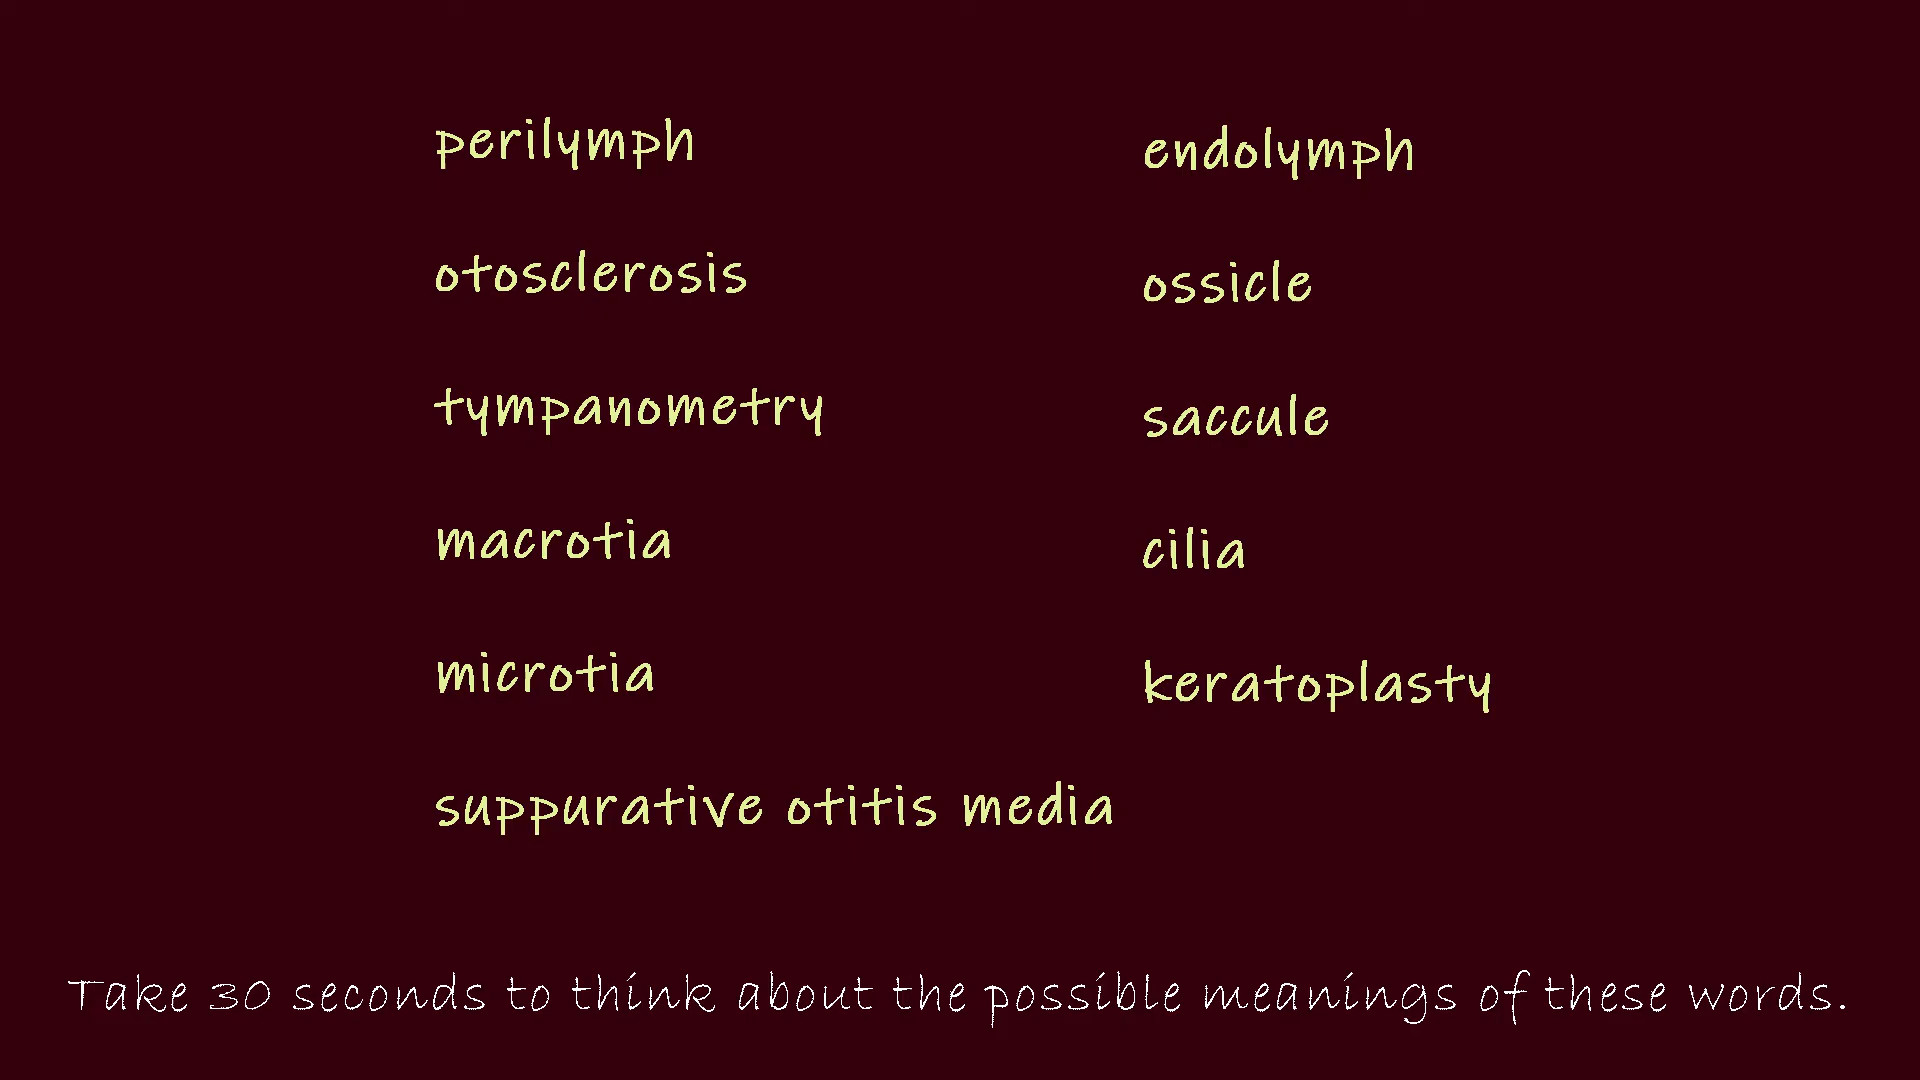 perilymph
otosclerosis
tympanometry
macrotia
microtia
suppurative otitis media
endolymph
ossicle
saccule
cilia
keratoplasty
Take 30 seconds to think about the possible meanings of these words.